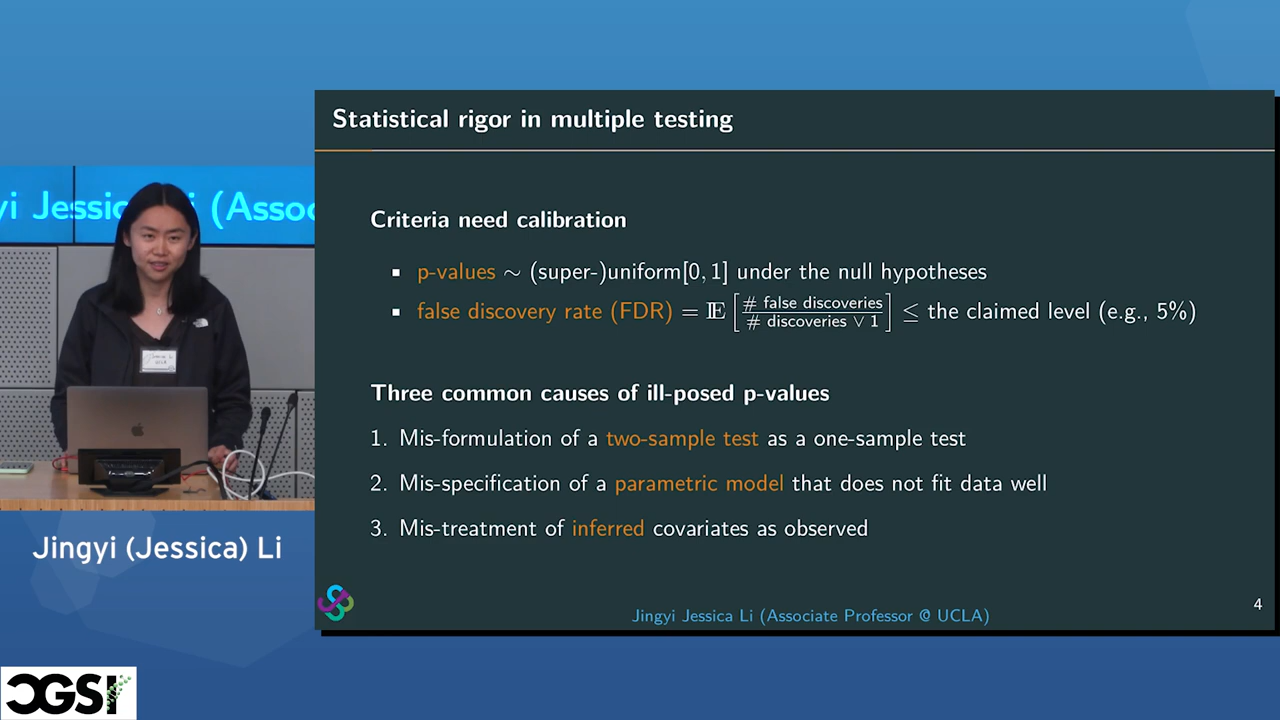 Statistical rigor in multiple testing
Criteria need calibration
▪ p-values ∼ (super-)uniform[0, 1] under the null hypotheses
▪ false discovery rate (FDR) = 𝔼 [# false discoveries / # discoveries ∨ 1] ≤ the claimed level (e.g., 5%)
Three common causes of ill-posed p-values
1. Mis-formulation of a two-sample test as a one-sample test
2. Mis-specification of a parametric model that does not fit data well
3. Mis-treatment of inferred covariates as observed
Jingyi Jessica Li (Associate Professor @ UCLA)
4
yi Jessic i (Assoc
Jingyi (Jessica) Li
CGSI